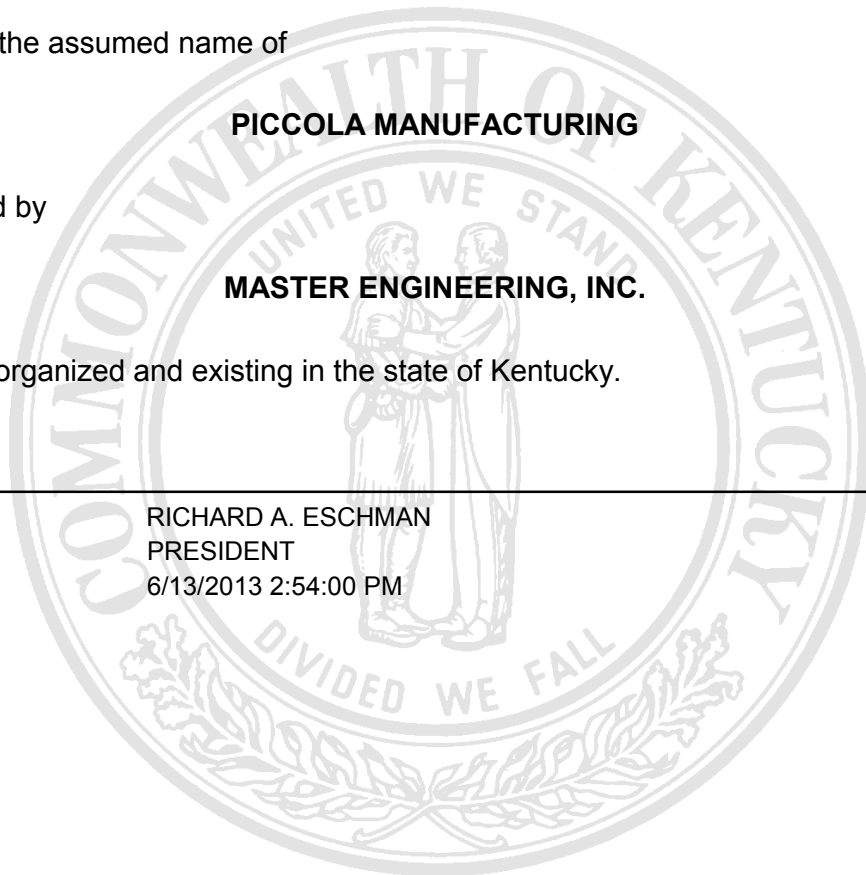 the assumed name of
PICCOLA MANUFACTURING
d by
MASTER ENGINEERING, INC.
organized and existing in the state of Kentucky.
RICHARD A. ESCHMAN
PRESIDENT
6/13/2013 2:54:00 PM
COMMONWEALTH OF KENTUCKY
UNITED WE STAND
DIVIDED WE FALL